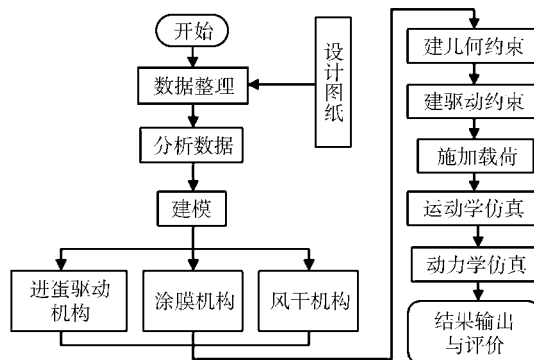 开始
数据整理
设计图纸
分析数据
建模
进蛋驱动
机构
涂膜机构
风干机构
建几何约束
建驱动约束
施加载荷
运动学仿真
动力学仿真
结果输出
与评价